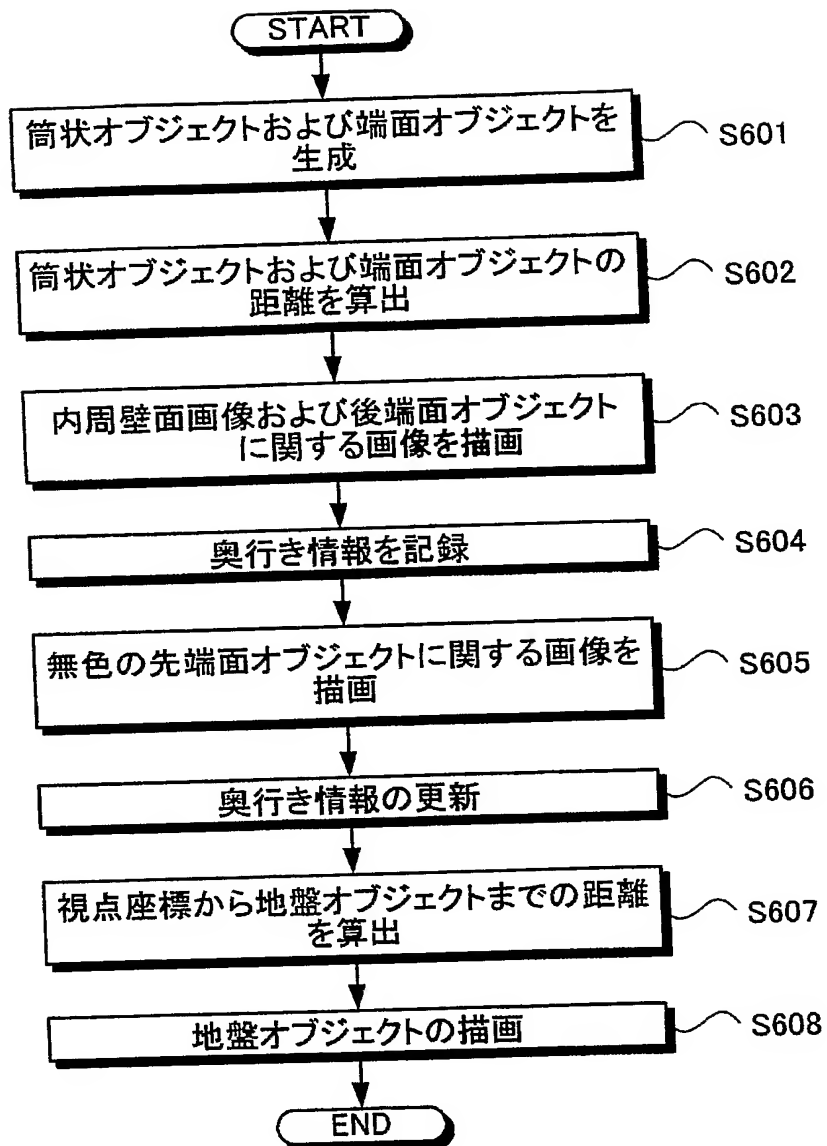 START
筒状オブジェクトおよび端面オブジェクトを
生成
S601
筒状オブジェクトおよび端面オブジェクトの
距離を算出
S602
内周壁面画像および後端面オブジェクト
に関する画像を描画
S603
奥行き情報を記録
S604
無色の先端面オブジェクトに関する画像を
描画
S605
奥行き情報の更新
S606
視点座標から地盤オブジェクトまでの距離
を算出
S607
地盤オブジェクトの描画
S608
END